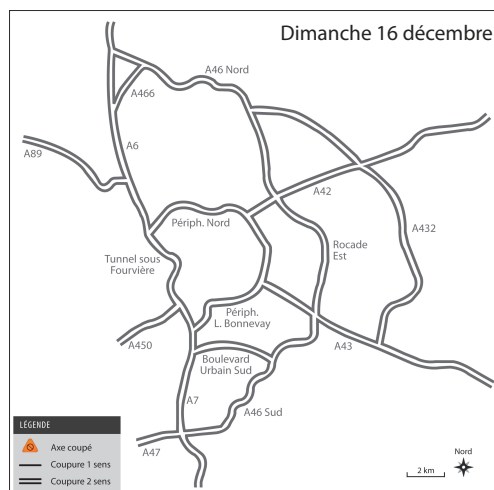 Dimanche 16 décembre
A46 Nord
A466
A6
A89
A42
Périph. Nord
A432
Rocade
Est
Tunnel sous
Fourvière
Périph.
L. Bonnevay
A450
A43
Boulevard
Urbain Sud
A7
A46 Sud
A47
LÉGENDE
Axe coupé
Coupure 1 sens
Coupure 2 sens
Nord
2 km